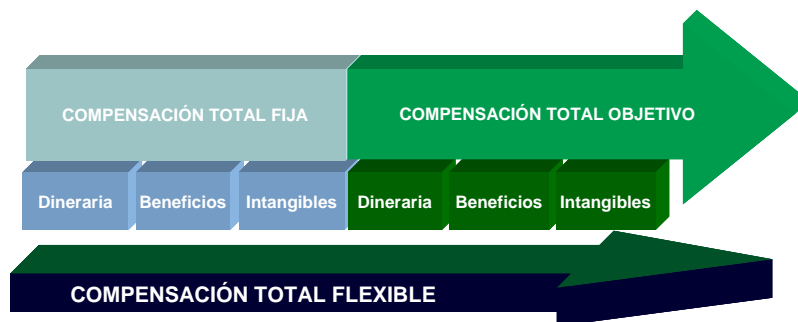 COMPENSACIÓN TOTAL FIJA
COMPENSACIÓN TOTAL OBJETIVO
Dineraria
Beneficios
Intangibles
Dineraria
Beneficios
Intangibles
COMPENSACIÓN TOTAL FLEXIBLE